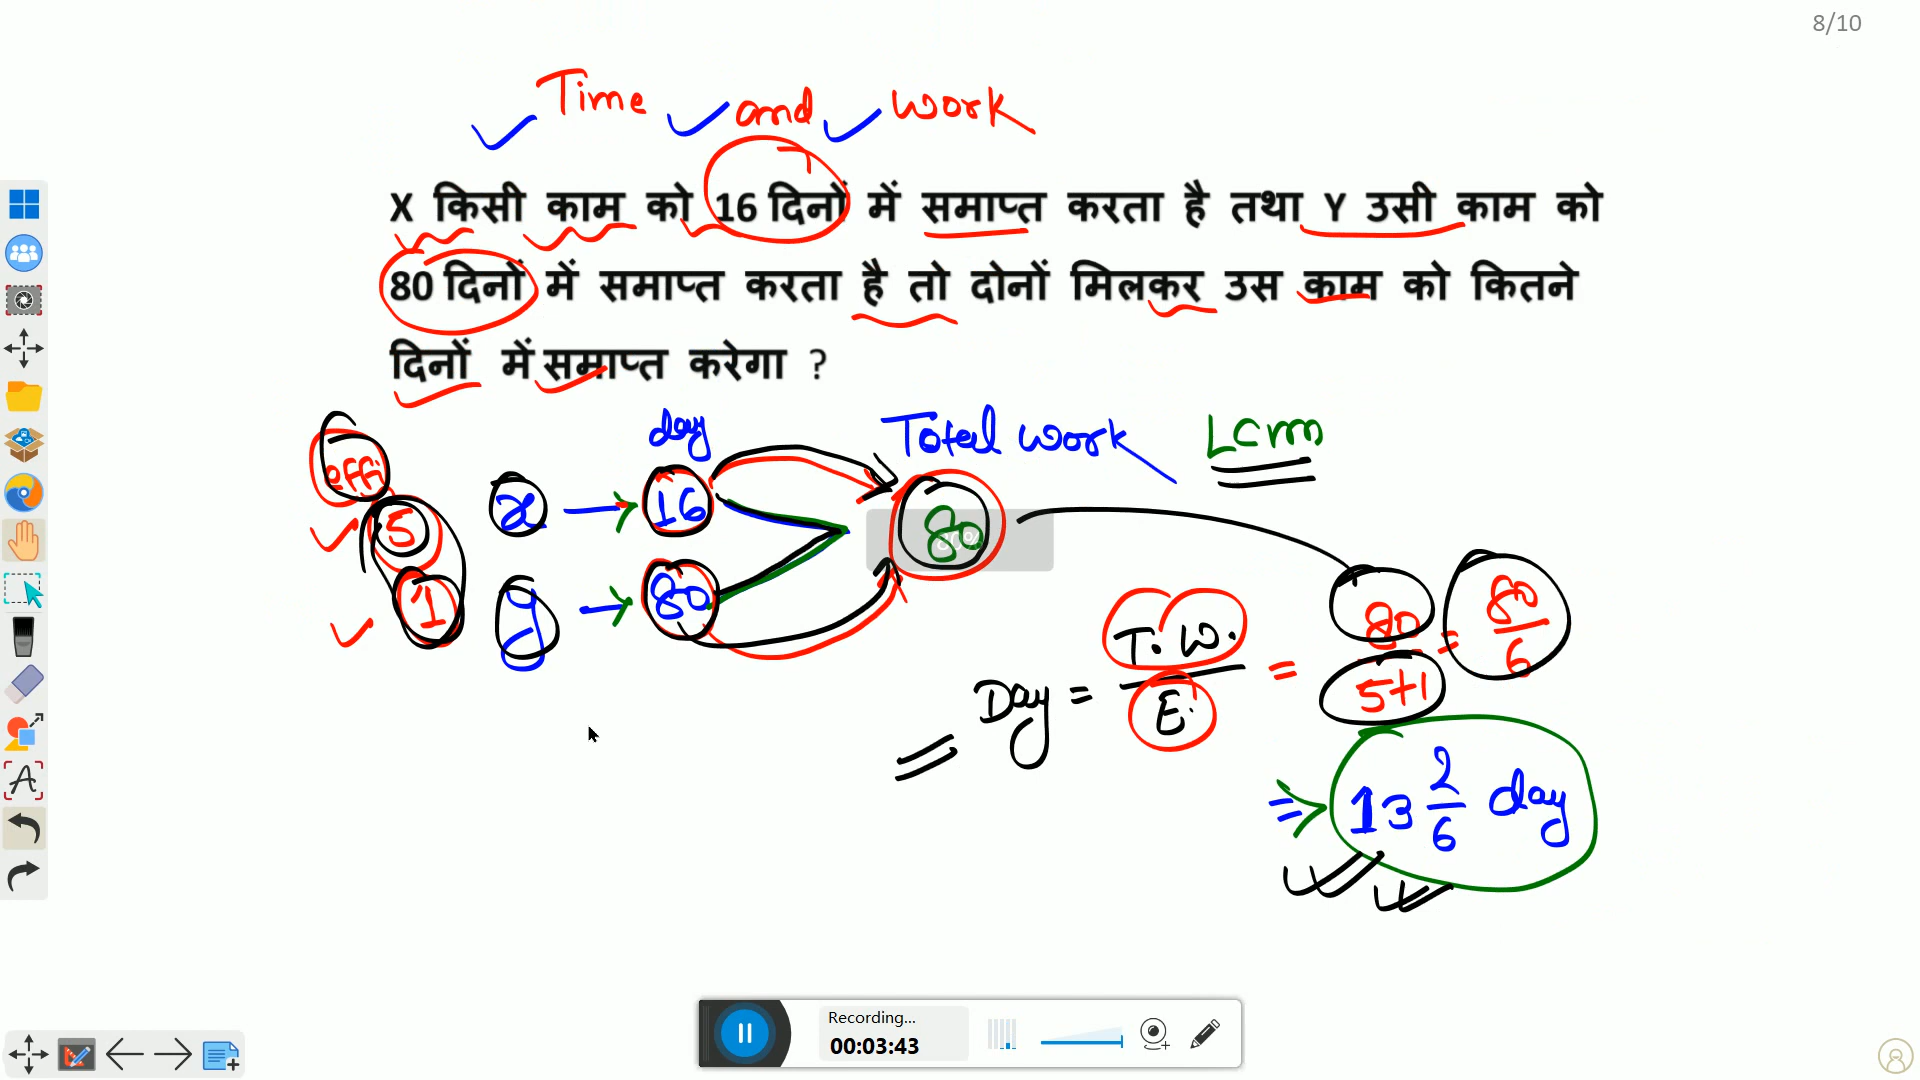 8/10
Time and work
X किसी काम को 16 दिनों में समाप्त करता है तथा Y उसी काम को
80 दिनों में समाप्त करता है तो दोनों मिलकर उस काम को कितने
दिनों में समाप्त करेगा ?
day Total work Lcm
effi
5 x 16 80
80%
1 y 80
Day = T.W. / E. = 80 / 5+1 = 80 / 6
13 2/6 day
Recording...
00:03:43